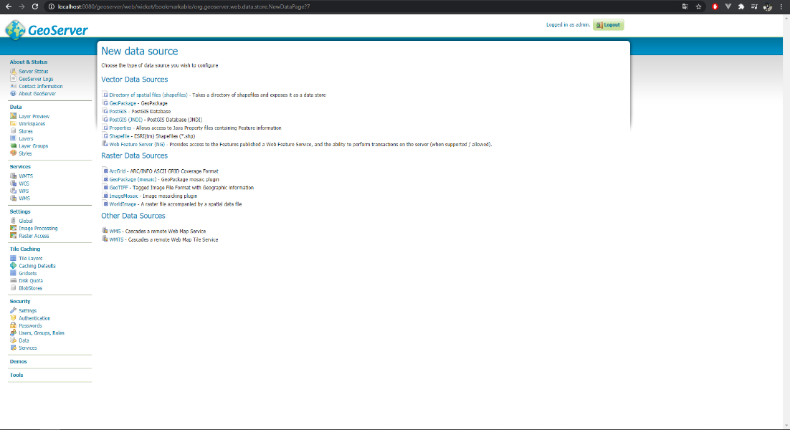 localhost:8080/geoserver/web/wicket/bookmarkable/org.geoserver.web.data.store.NewDataPage?7
GeoServer
Logged in as admin.
Logout
About & Status
Server Status
GeoServer Logs
Contact Information
About GeoServer
Data
Layer Preview
Workspaces
Stores
Layers
Layer Groups
Styles
Services
WMTS
WCS
WFS
WMS
Settings
Global
Image Processing
Raster Access
Tile Caching
Tile Layers
Caching Defaults
Gridsets
Disk Quota
BlobStores
Security
Settings
Authentication
Passwords
Users, Groups, Roles
Data
Services
Demos
Tools
New data source
Choose the type of data source you wish to configure
Vector Data Sources
Directory of spatial files (shapefiles) - Takes a directory of shapefiles and exposes it as a data store
GeoPackage - GeoPackage
PostGIS - PostGIS Database
PostGIS (JNDI) - PostGIS Database (JNDI)
Properties - Allows access to Java Property files containing Feature information
Shapefile - ESRI(tm) Shapefiles (*.shp)
Web Feature Server (NG) - Provides access to the Features published a Web Feature Service, and the ability to perform transactions on the server (when supported / allowed).
Raster Data Sources
ArcGrid - ARC/INFO ASCII GRID Coverage Format
GeoPackage (mosaic) - GeoPackage mosaic plugin
GeoTIFF - Tagged Image File Format with Geographic information
ImageMosaic - Image mosaicking plugin
WorldImage - A raster file accompanied by a spatial data file
Other Data Sources
WMS - Cascades a remote Web Map Service
WMTS - Cascades a remote Web Map Tile Service